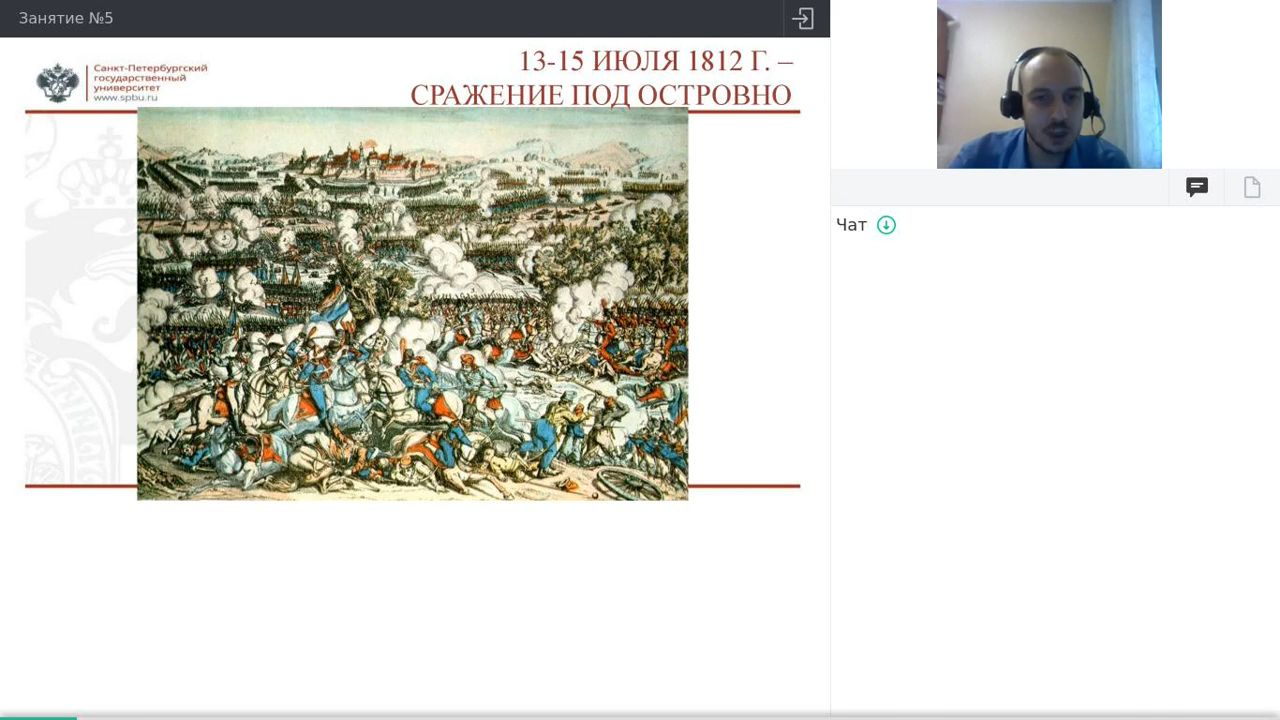 Занятие №5
Санкт-Петербургский
государственный
университет
www.spbu.ru
13-15 ИЮЛЯ 1812 Г. –
СРАЖЕНИЕ ПОД ОСТРОВНО
Чат